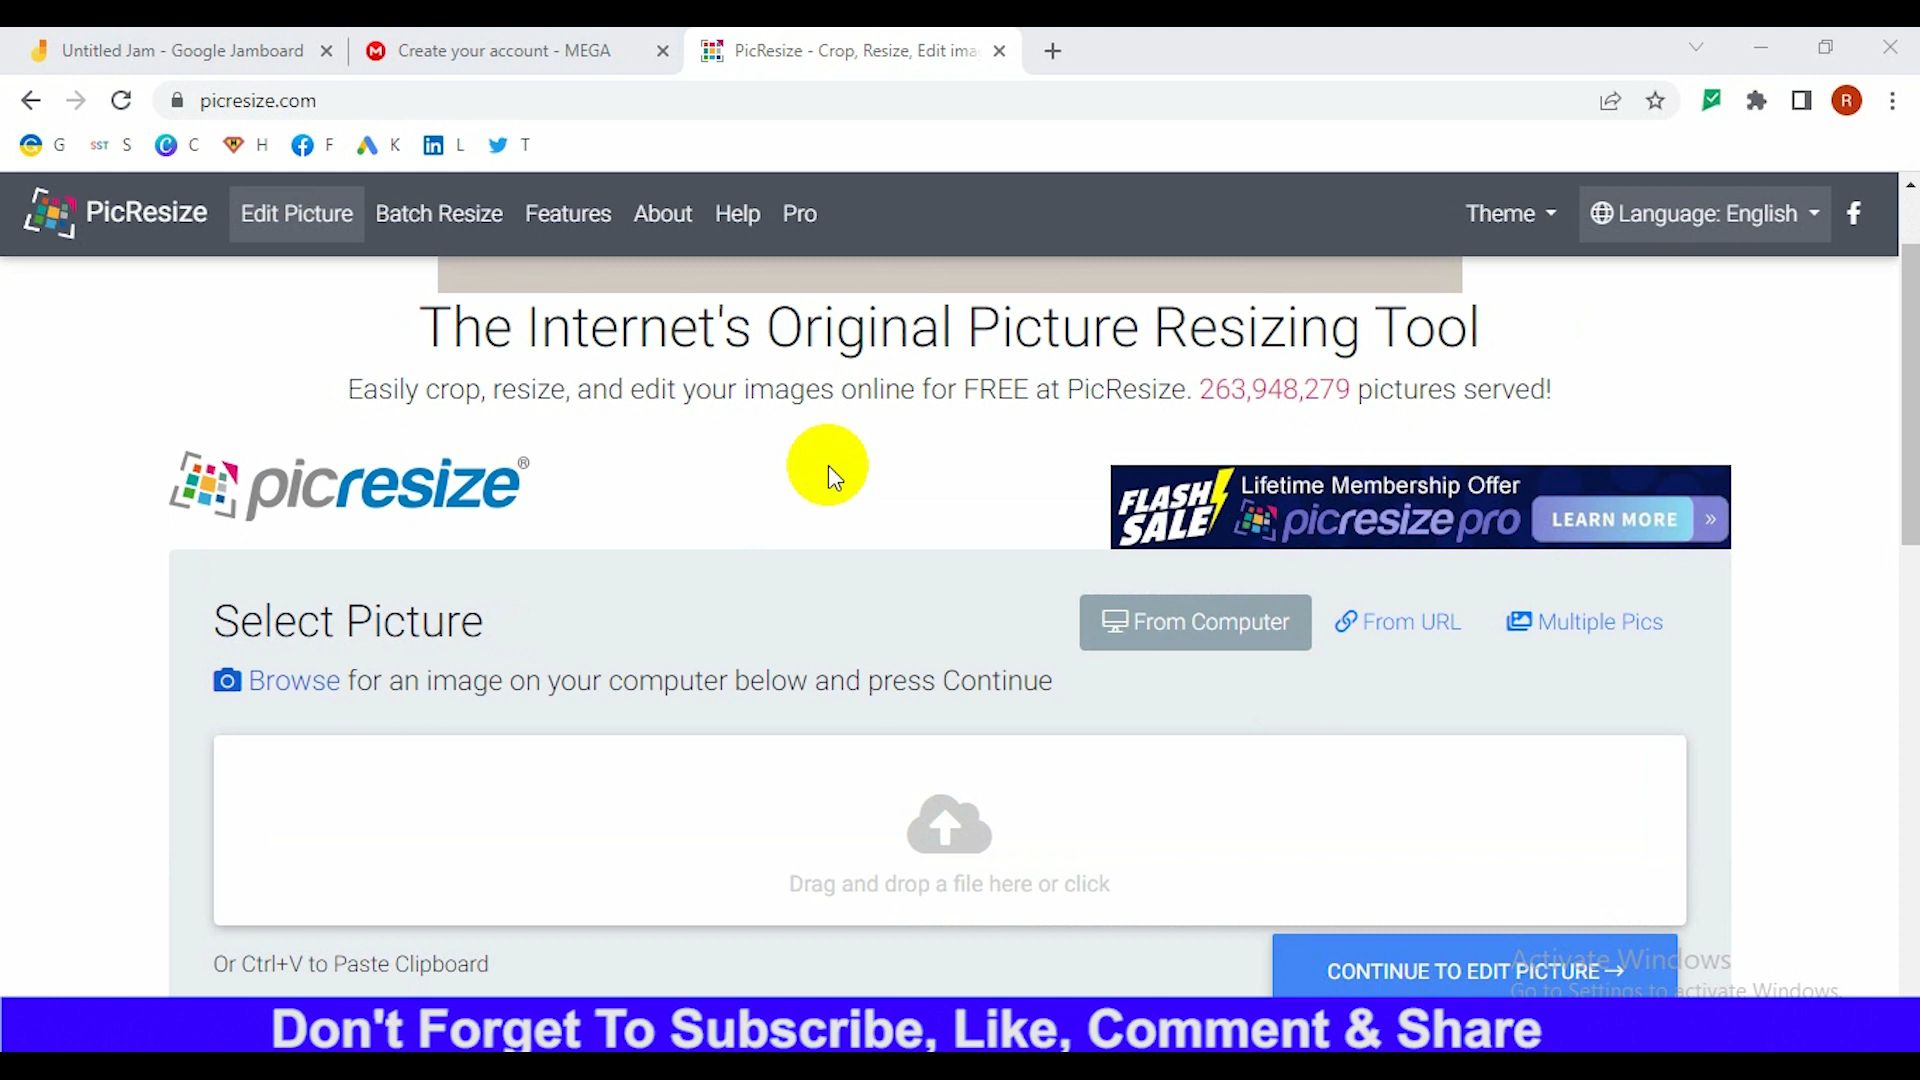 Untitled Jam - Google Jamboard
Create your account - MEGA
PicResize - Crop, Resize, Edit ima
picresize.com
R
G
SST S
C
H
F
K
L
T
PicResize
Edit Picture
Batch Resize
Features
About
Help
Pro
Theme
Language: English
The Internet's Original Picture Resizing Tool
Easily crop, resize, and edit your images online for FREE at PicResize. 263,948,279 pictures served!
picresize®
FLASH SALE
Lifetime Membership Offer
picresize pro
LEARN MORE »
Select Picture
From Computer
From URL
Multiple Pics
Browse for an image on your computer below and press Continue
Drag and drop a file here or click
Or Ctrl+V to Paste Clipboard
CONTINUE TO EDIT PICTURE →
Activate Windows
Go to Settings to activate Windows.
Don't Forget To Subscribe, Like, Comment & Share